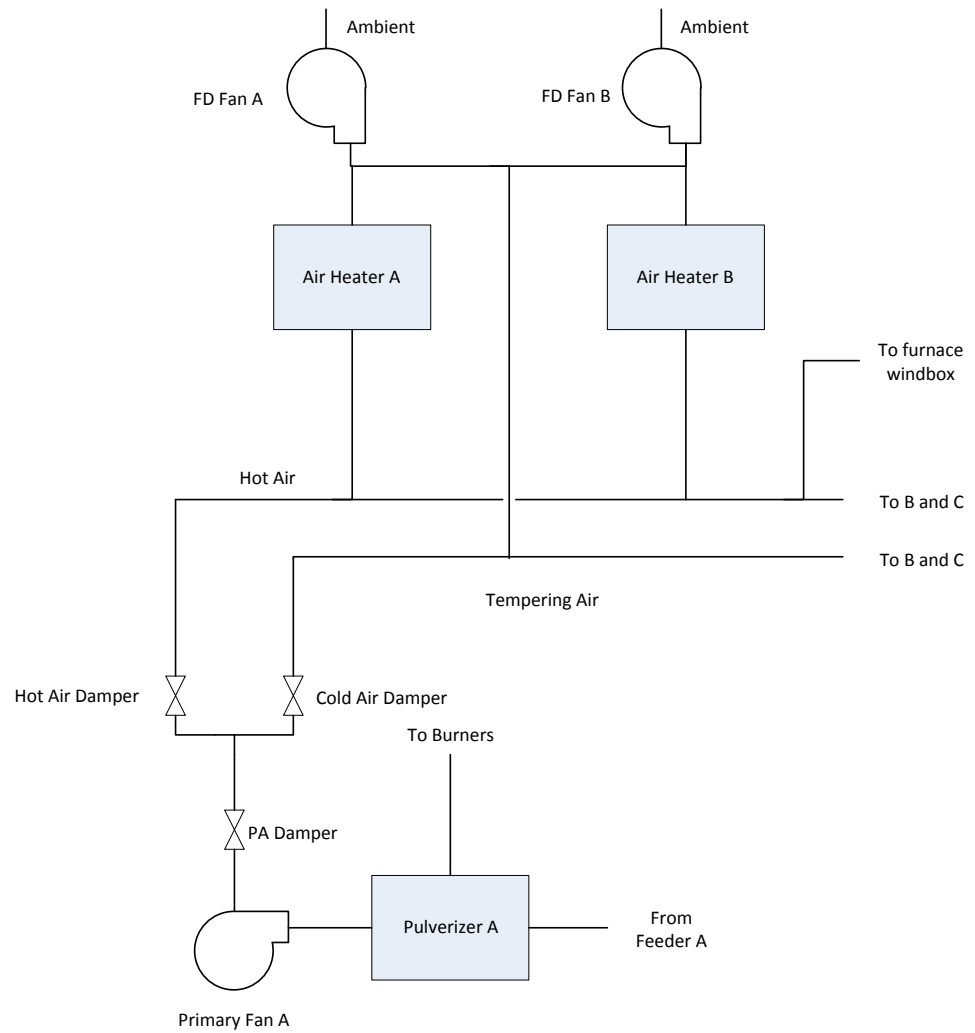 Ambient
Ambient
FD Fan A
FD Fan B
Air Heater A
Air Heater B
To furnace
windbox
Hot Air
To B and C
To B and C
Tempering Air
Hot Air Damper
Cold Air Damper
To Burners
PA Damper
Pulverizer A
From
Feeder A
Primary Fan A